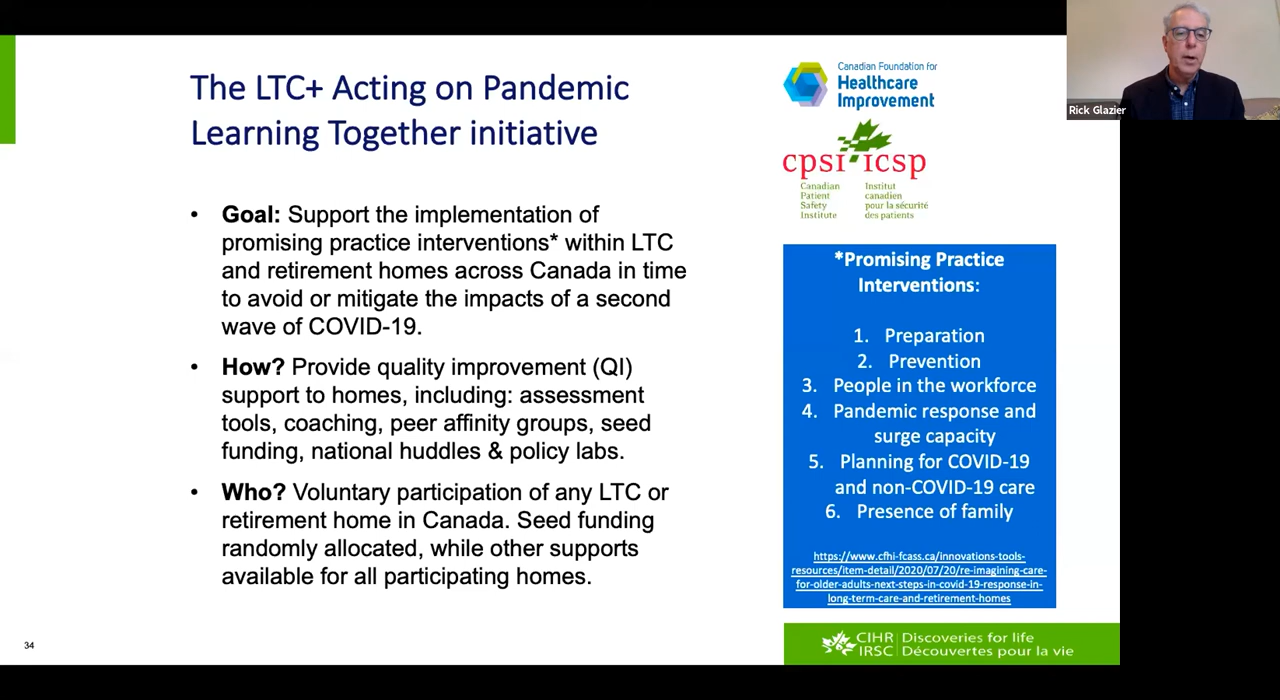 The LTC+ Acting on Pandemic
Learning Together initiative
• Goal: Support the implementation of
promising practice interventions* within LTC
and retirement homes across Canada in time
to avoid or mitigate the impacts of a second
wave of COVID-19.
• How? Provide quality improvement (QI)
support to homes, including: assessment
tools, coaching, peer affinity groups, seed
funding, national huddles & policy labs.
• Who? Voluntary participation of any LTC or
retirement home in Canada. Seed funding
randomly allocated, while other supports
available for all participating homes.
34
Canadian Foundation for
Healthcare
Improvement
cpsi icsp
Canadian
Patient
Safety
Institute
Institut
canadien
pour la sécurité
des patients
*Promising Practice
Interventions:
1. Preparation
2. Prevention
3. People in the workforce
4. Pandemic response and
surge capacity
5. Planning for COVID-19
and non-COVID-19 care
6. Presence of family
https://www.cfhi-fcass.ca/innovations-tools-
resources/item-detail/2020/07/20/re-imagining-care-
for-older-adults-next-steps-in-covid-19-response-in-
long-term-care-and-retirement-homes
CIHR
IRSC
Discoveries for life
Découvertes pour la vie
Rick Glazier